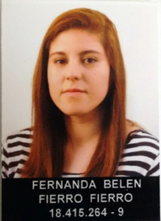 FERNANDA BELEN
FIERRO FIERRO
18.415.264 - 9